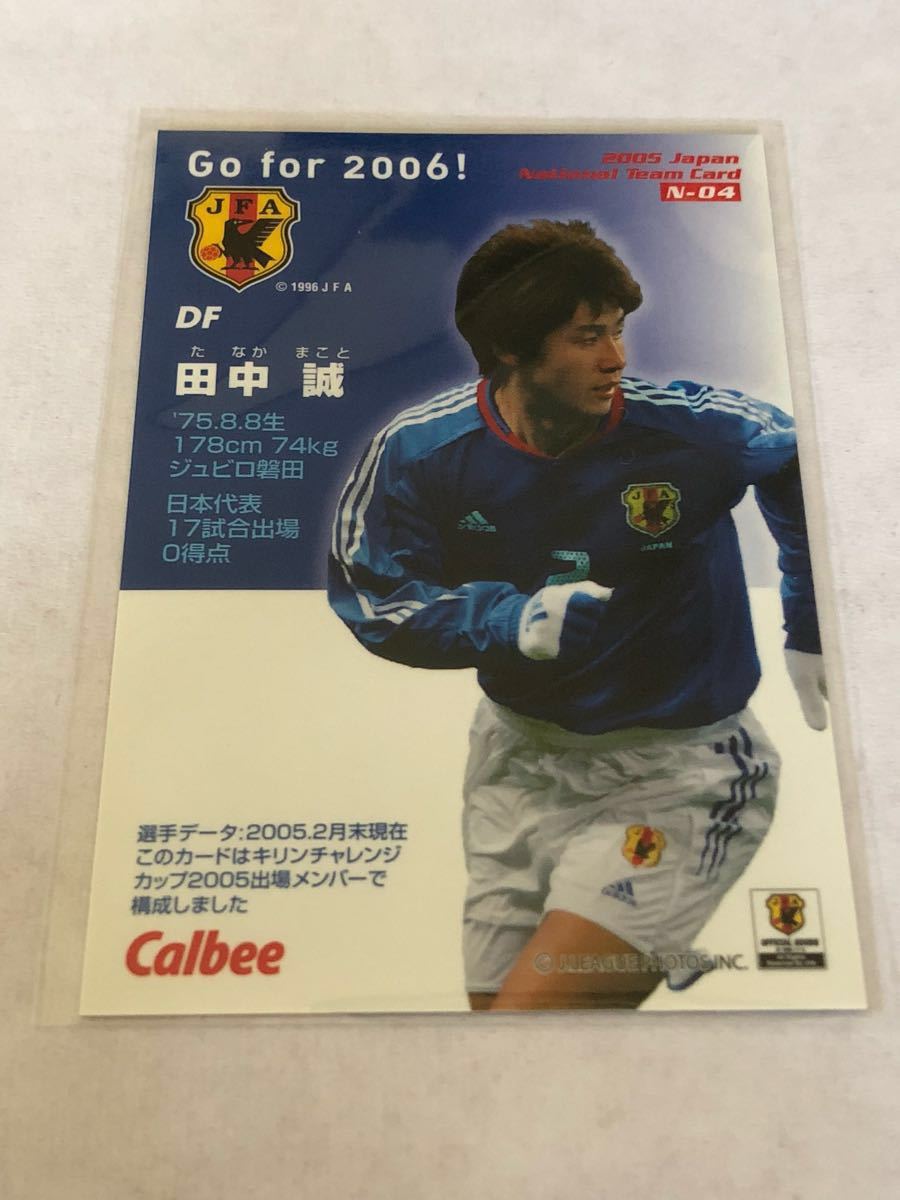 Go for 2006!
2005 Japan
National Team Card
N-04
JFA
© 1996 J F A
DF
た なか まこと
田中 誠
'75.8.8生
178cm 74kg
ジュビロ磐田
日本代表
17試合出場
0得点
adidas
JFA
JAPAN
2
選手データ:2005.2月末現在
このカードはキリンチャレンジ
カップ2005出場メンバーで
構成しました
Calbee
© J.LEAGUE PHOTOS INC.
OFFICIAL GOODS